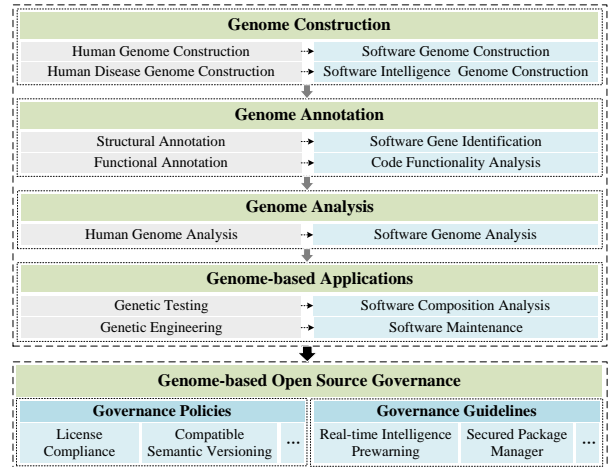 Genome Construction
Human Genome Construction Software Genome Construction
Human Disease Genome Construction Software Intelligence Genome Construction
Genome Annotation
Structural Annotation Software Gene Identification
Functional Annotation Code Functionality Analysis
Genome Analysis
Human Genome Analysis Software Genome Analysis
Genome-based Applications
Genetic Testing Software Composition Analysis
Genetic Engineering Software Maintenance
Genome-based Open Source Governance
Governance Policies
License
Compliance
Compatible
Semantic Versioning
...
Governance Guidelines
Real-time Intelligence
Prewarning
Secured Package
Manager
...